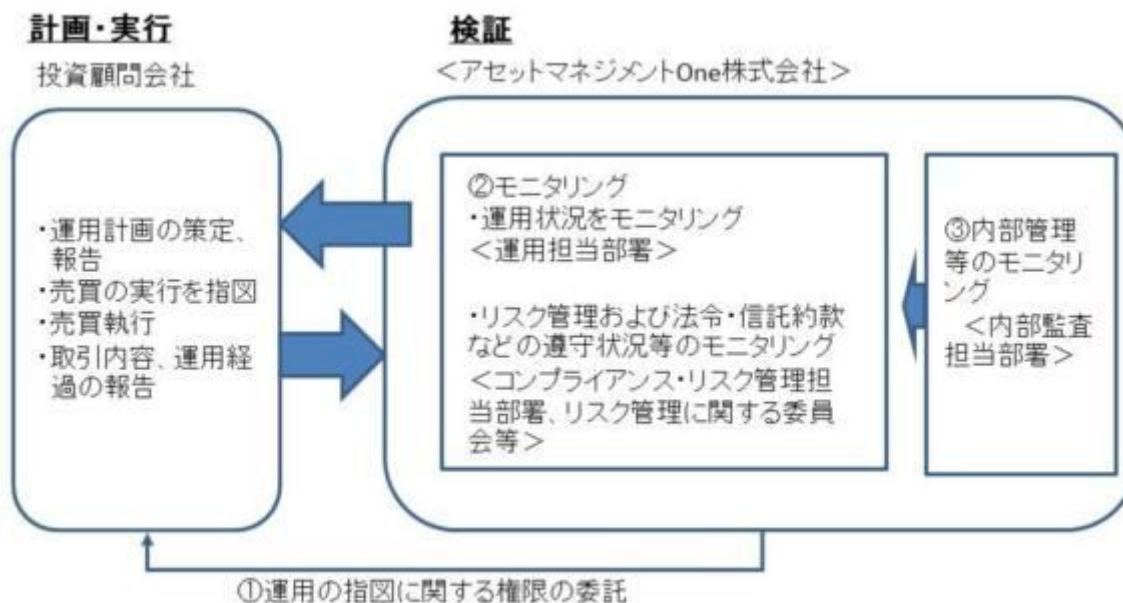 計画・実行
投資顧問会社
・運用計画の策定、
報告
・売買の実行を指図
・売買執行
・取引内容、運用経
過の報告
検証
＜アセットマネジメントOne株式会社＞
②モニタリング
・運用状況をモニタリング
＜運用担当部署＞
・リスク管理および法令・信託約款
などの遵守状況等のモニタリング
＜コンプライアンス・リスク管理担
当部署、リスク管理に関する委員
会等＞
③内部管理
等のモニタリ
ング
＜内部監査
担当部署＞
①運用の指図に関する権限の委託